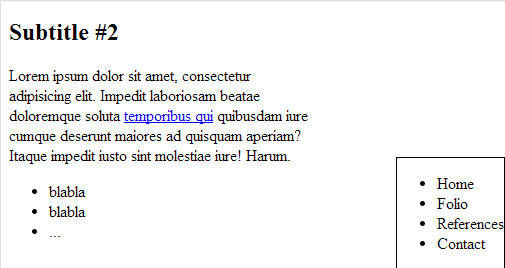 Subtitle #2
Lorem ipsum dolor sit amet, consectetur
adipisicing elit. Impedit laboriosam beatae
doloremque soluta temporibus qui quibusdam iure
cumque deserunt maiores ad quisquam aperiam?
Itaque impedit iusto sint molestiae iure! Harum.
• blabla
• blabla
• ...
• Home
• Folio
• References
• Contact